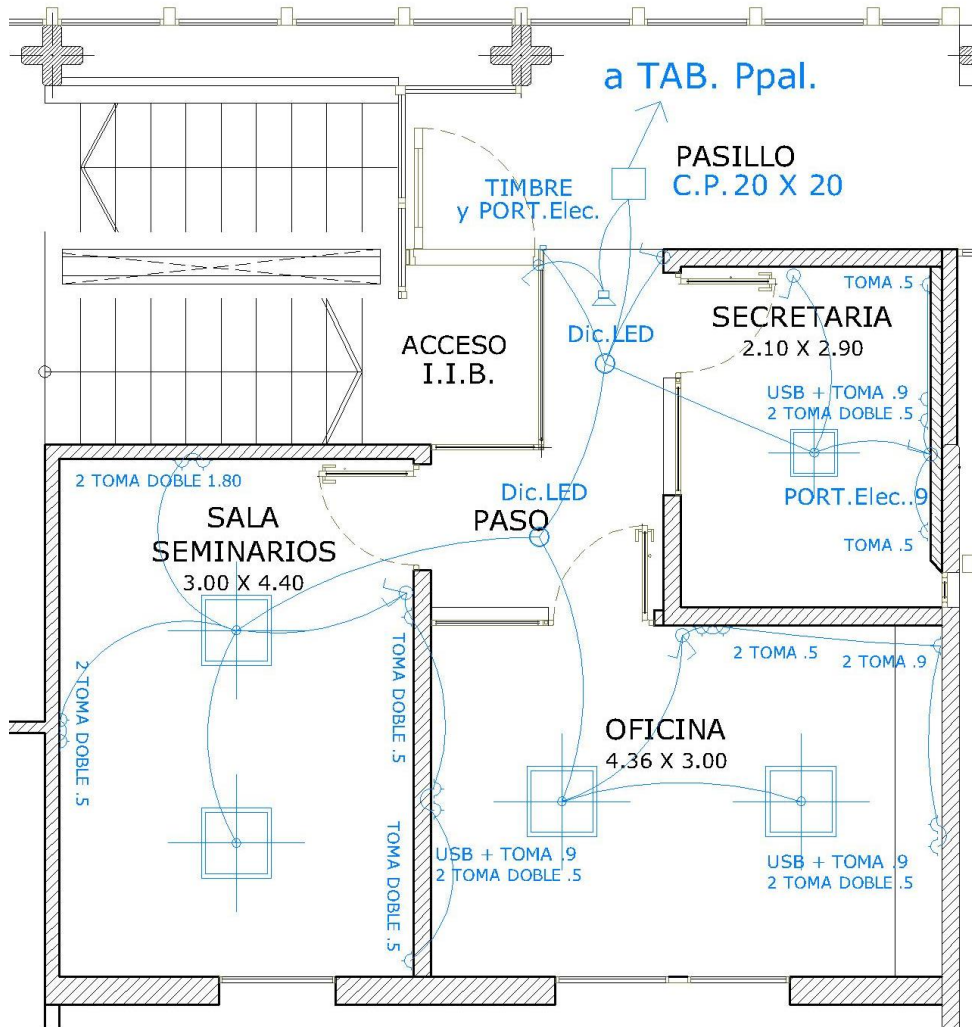 a TAB. Ppal.
PASILLO
C.P. 20 X 20
TIMBRE
y PORT.Elec.
TOMA .5
SECRETARIA
2.10 X 2.90
Dic.LED
ACCESO
I.I.B.
USB + TOMA .9
2 TOMA DOBLE .5
2 TOMA DOBLE 1.80
Dic.LED
PORT.Elec..9
SALA
SEMINARIOS
3.00 X 4.40
PASO
TOMA .5
TOMA DOBLE .5
2 TOMA .5
2 TOMA .9
2 TOMA DOBLE .5
OFICINA
4.36 X 3.00
TOMA DOBLE .5
USB + TOMA .9
2 TOMA DOBLE .5
USB + TOMA .9
2 TOMA DOBLE .5